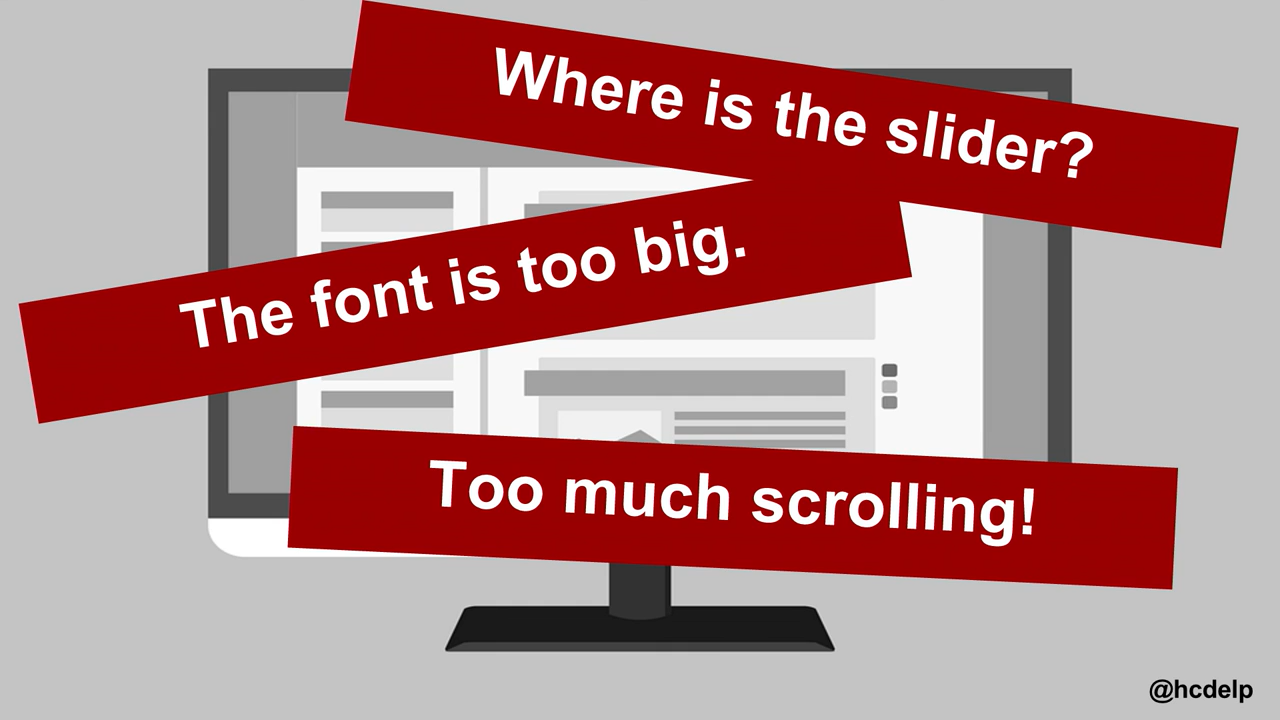 Where is the slider?
The font is too big.
Too much scrolling!
@hcdelp